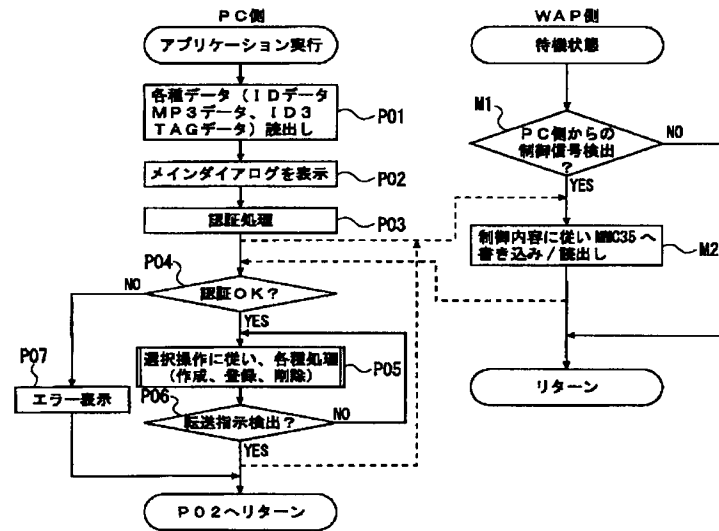 PC側
アプリケーション実行
各種データ(IDデータ
MP3データ、ID3
TAGデータ)読出し
P01
メインダイアログを表示
P02
認証処理
P03
P04
認証OK?
NO
YES
選択操作に従い、各種処理
(作成、登録、削除)
P05
P07
エラー表示
P06
転送指示検出?
NO
YES
P02へリターン
WAP側
待機状態
M1
PC側からの
制御信号検出
?
NO
YES
制御内容に従いMMC35へ
書き込み/読出し
M2
リターン